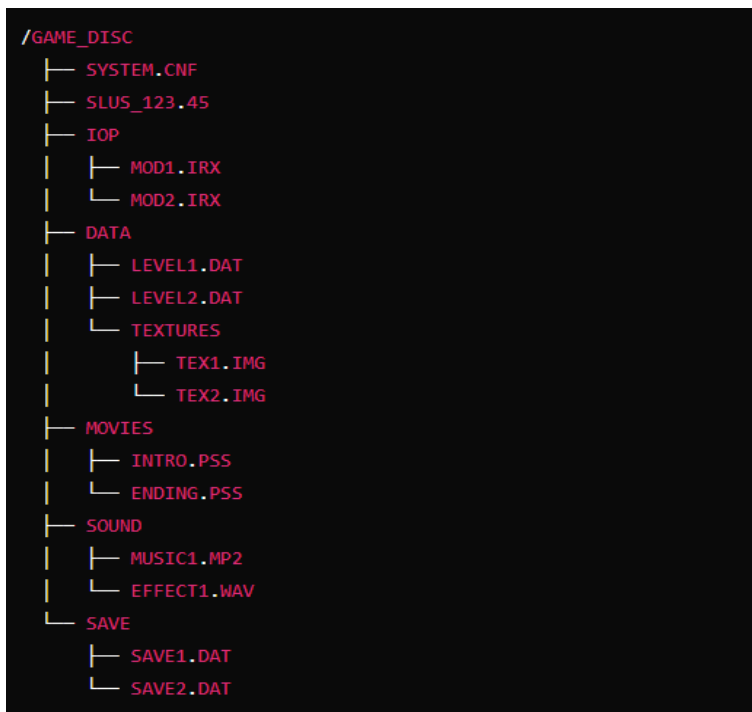 /GAME_DISC
├── SYSTEM.CNF
├── SLUS_123.45
├── IOP
│   ├── MOD1.IRX
│   └── MOD2.IRX
├── DATA
│   ├── LEVEL1.DAT
│   ├── LEVEL2.DAT
│   └── TEXTURES
│       ├── TEX1.IMG
│       └── TEX2.IMG
├── MOVIES
│   ├── INTRO.PSS
│   └── ENDING.PSS
├── SOUND
│   ├── MUSIC1.MP2
│   └── EFFECT1.WAV
└── SAVE
    ├── SAVE1.DAT
    └── SAVE2.DAT